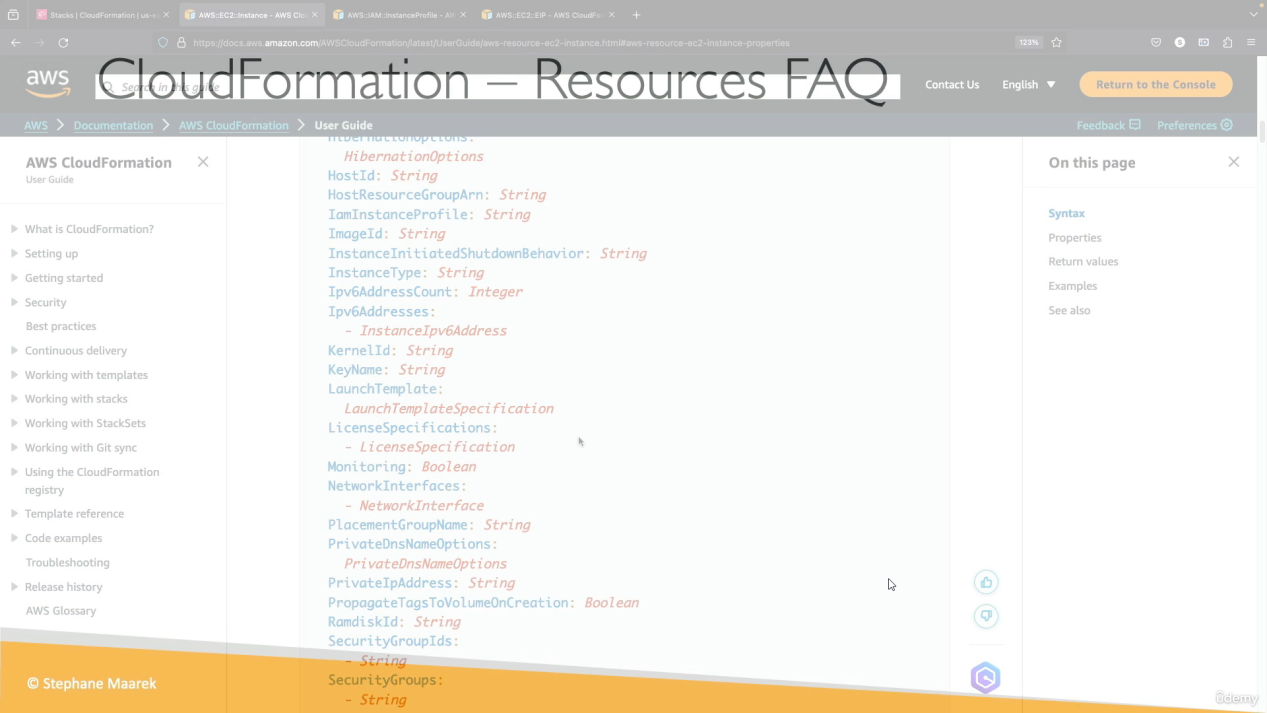 Stacks | CloudFormation | us-e
AWS::EC2::Instance - AWS Clo
AWS::IAM::InstanceProfile - AW
AWS::EC2::EIP - AWS CloudFor
https://docs.aws.amazon.com/AWSCloudFormation/latest/UserGuide/aws-resource-ec2-instance.html#aws-resource-ec2-instance-properties
123%
CloudFormation – Resources FAQ
aws
Search in this guide
Contact Us
English
Return to the Console
AWS > Documentation > AWS CloudFormation > User Guide
Feedback
Preferences
AWS CloudFormation
User Guide
What is CloudFormation?
Setting up
Getting started
Security
Best practices
Continuous delivery
Working with templates
Working with stacks
Working with StackSets
Working with Git sync
Using the CloudFormation
registry
Template reference
Code examples
Troubleshooting
Release history
AWS Glossary
HibernationOptions:
HibernationOptions
HostId: String
HostResourceGroupArn: String
IamInstanceProfile: String
ImageId: String
InstanceInitiatedShutdownBehavior: String
InstanceType: String
Ipv6AddressCount: Integer
Ipv6Addresses:
- InstanceIpv6Address
KernelId: String
KeyName: String
LaunchTemplate:
LaunchTemplateSpecification
LicenseSpecifications:
- LicenseSpecification
Monitoring: Boolean
NetworkInterfaces:
- NetworkInterface
PlacementGroupName: String
PrivateDnsNameOptions:
PrivateDnsNameOptions
PrivateIpAddress: String
PropagateTagsToVolumeOnCreation: Boolean
RamdiskId: String
SecurityGroupIds:
- String
SecurityGroups:
- String
On this page
Syntax
Properties
Return values
Examples
See also
© Stephane Maarek
ûdemy